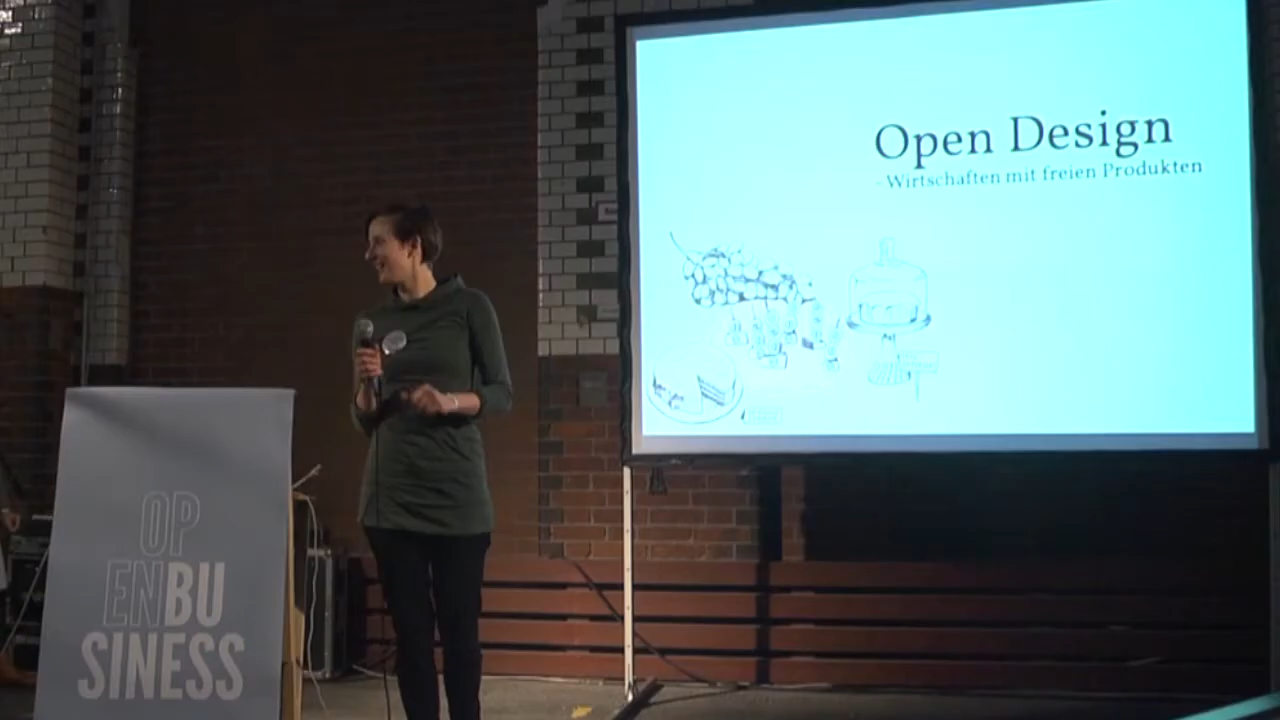 Open Design
- Wirtschaften mit freien Produkten
OP
ENBU
SINESS